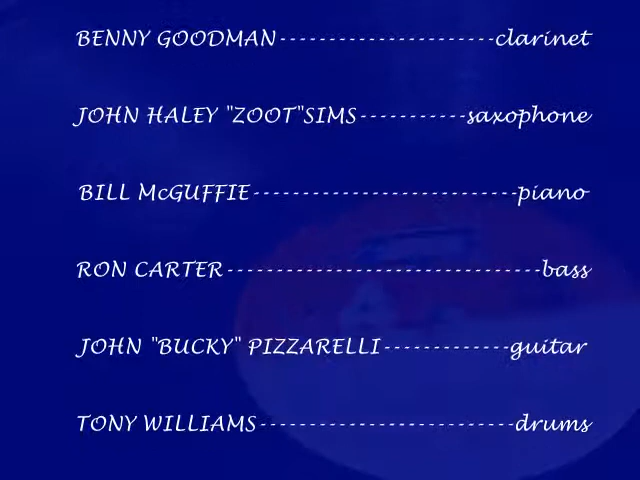 BENNY GOODMAN----------------------clarinet
JOHN HALEY "ZOOT"SIMS-----------saxophone
BILL McGUFFIE---------------------------piano
RON CARTER--------------------------------bass
JOHN "BUCKY" PIZZARELLI-------------guitar
TONY WILLIAMS--------------------------drums